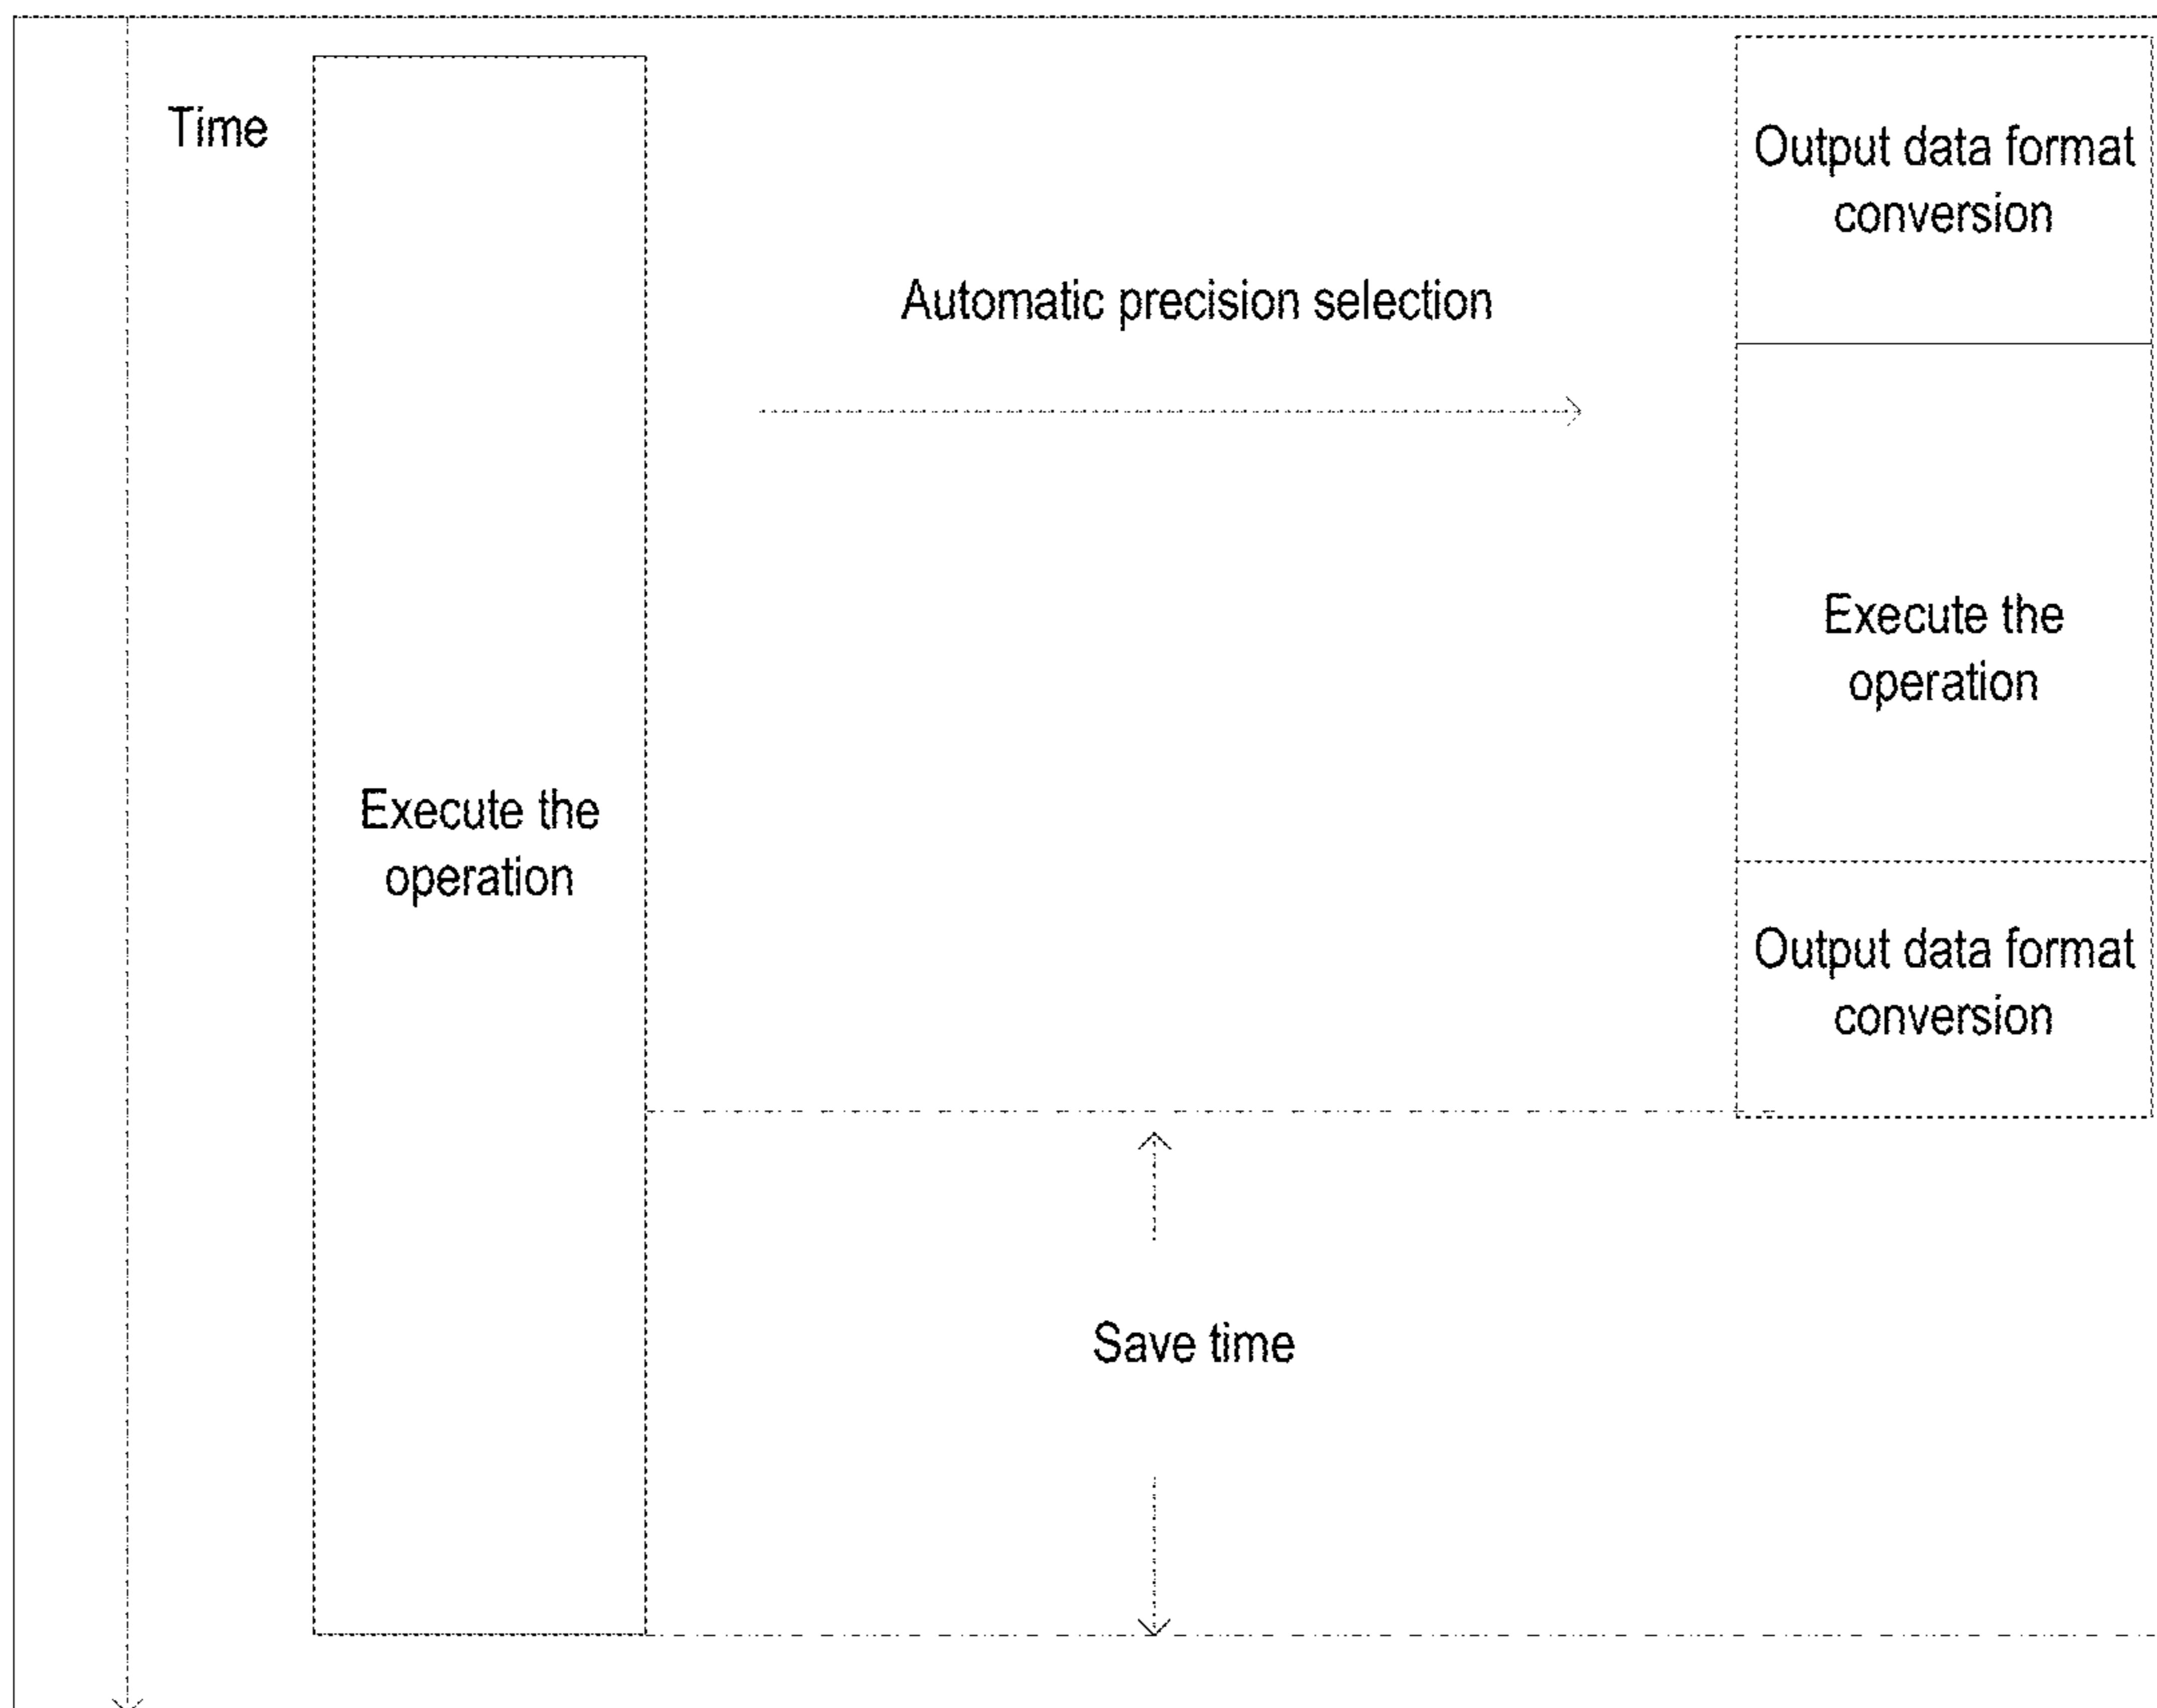 Time
Output data format
conversion
Automatic precision selection
Execute the
operation
Execute the
operation
Output data format
conversion
Save time